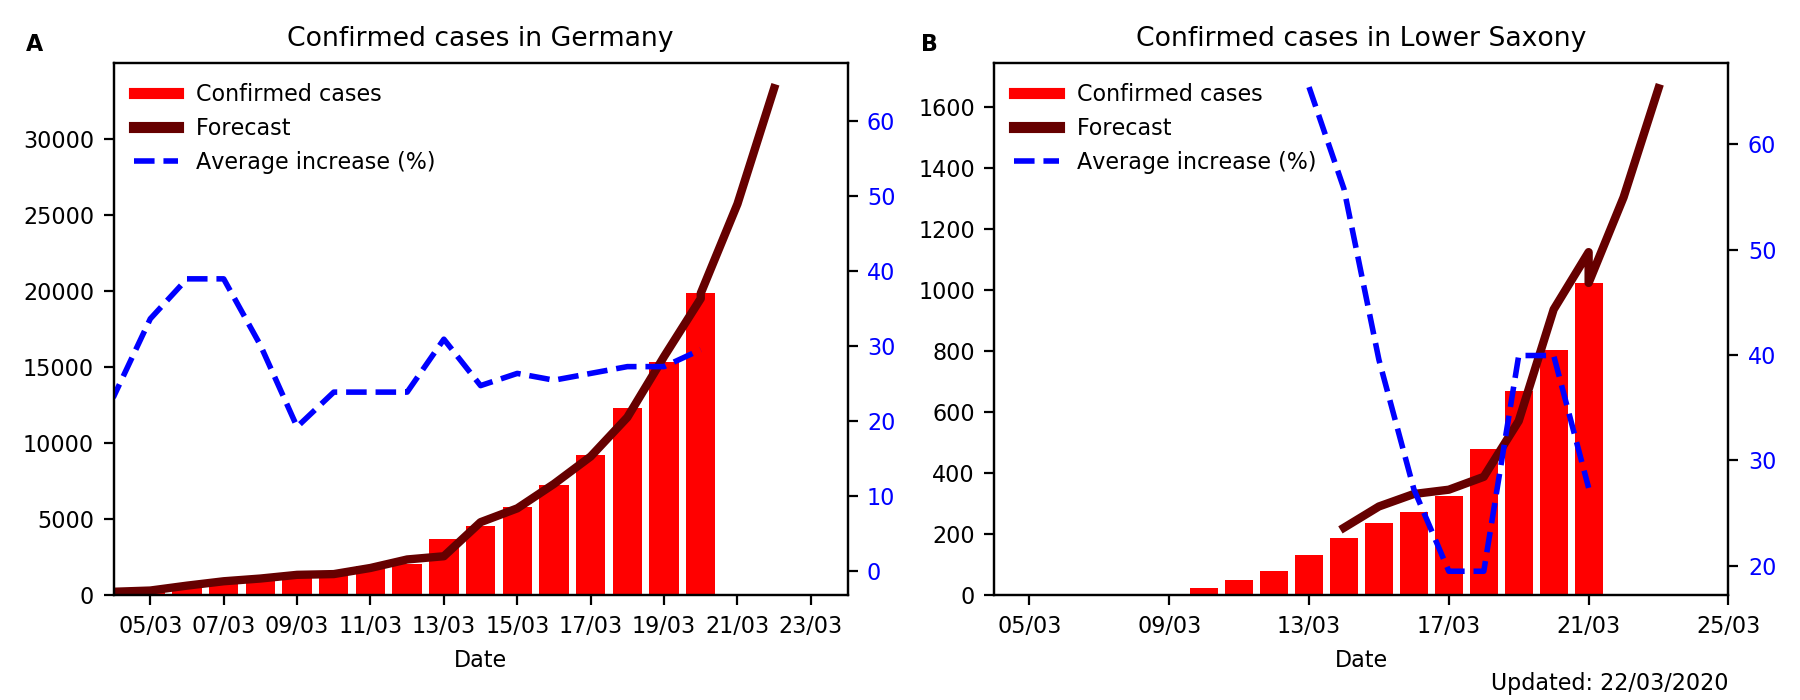 A
Confirmed cases in Germany
Confirmed cases
Forecast
Average increase (%)
30000
25000
20000
15000
10000
5000
0
60
50
40
30
20
10
0
05/03 07/03 09/03 11/03 13/03 15/03 17/03 19/03 21/03 23/03
Date
B
Confirmed cases in Lower Saxony
Confirmed cases
Forecast
Average increase (%)
1600
1400
1200
1000
800
600
400
200
0
60
50
40
30
20
05/03 09/03 13/03 17/03 21/03 25/03
Date
Updated: 22/03/2020